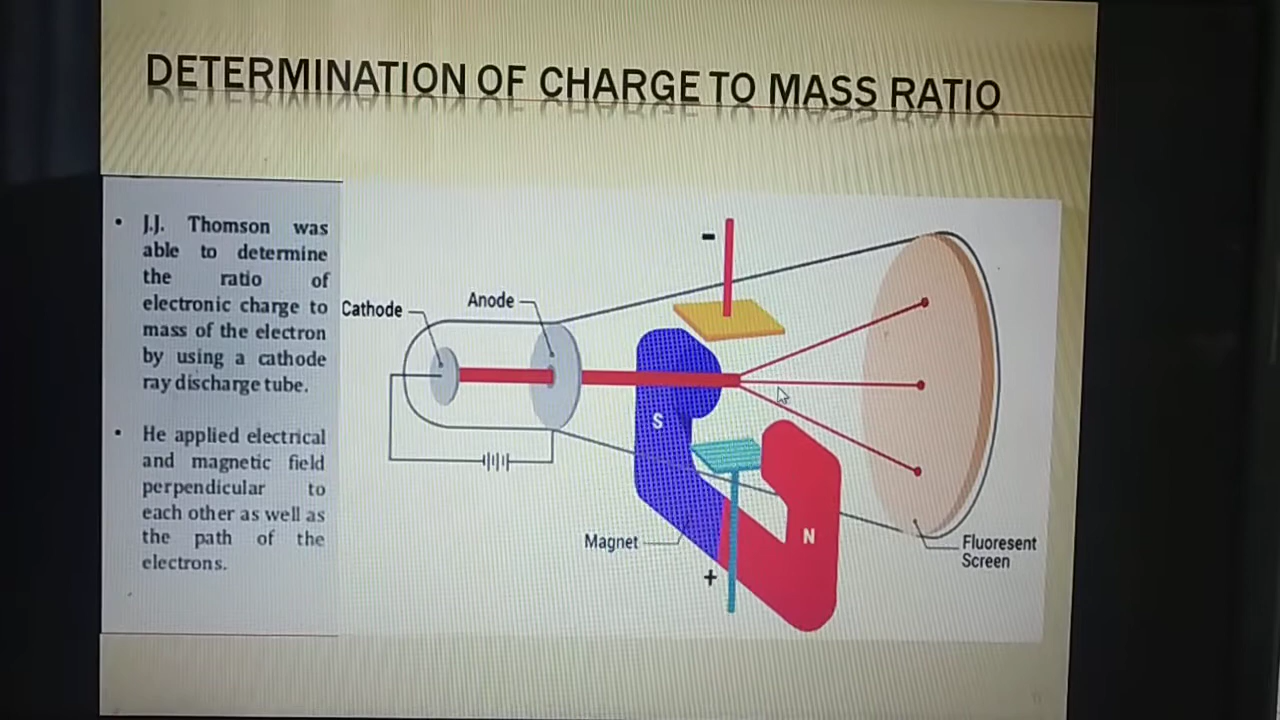 DETERMINATION OF CHARGE TO MASS RATIO
• J.J. Thomson was
able to determine
the ratio of
electronic charge to
mass of the electron
by using a cathode
ray discharge tube.
• He applied electrical
and magnetic field
perpendicular to
each other as well as
the path of the
electrons.
Cathode
Anode
-
S
N
Magnet
+
Fluoresent
Screen